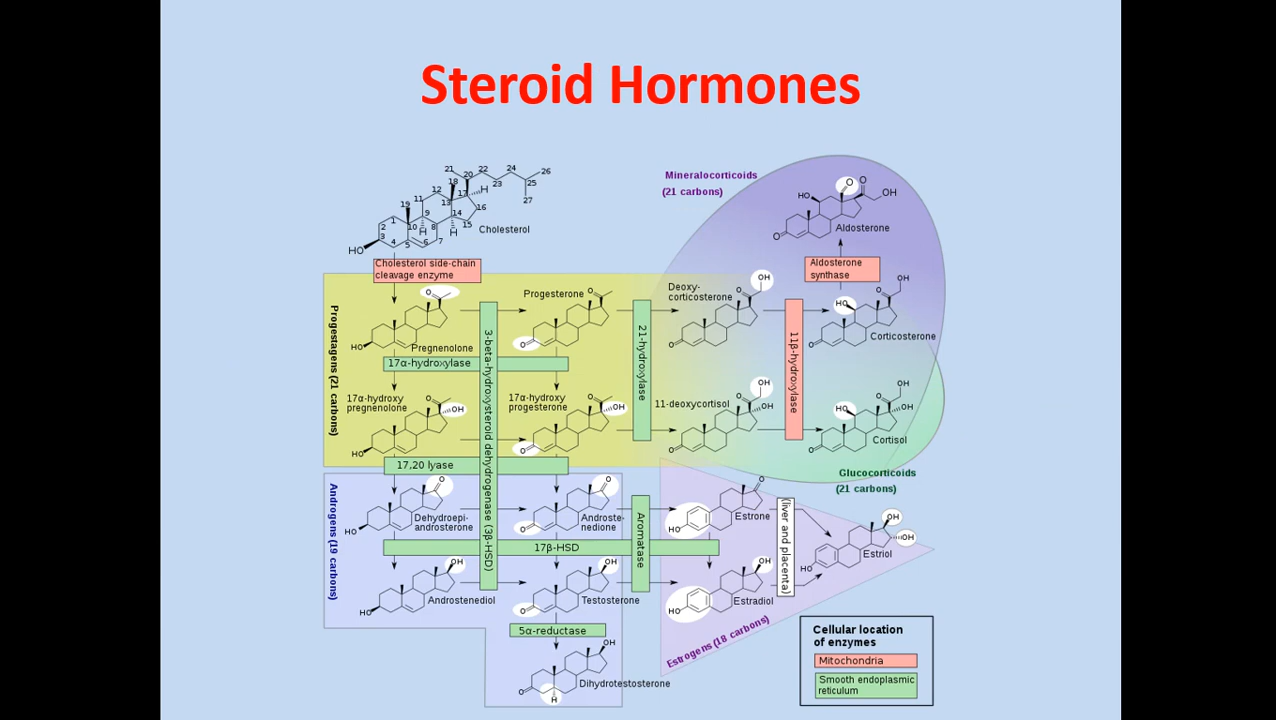 Steroid Hormones
21
22
24
26
20
23
25
27
18
12
17
H
11
13
16
19
1
9
14
15
2
10
8
H
H
3
4
5
6
7
HO
Cholesterol
Mineralocorticoids
(21 carbons)
O
O
HO
OH
O
Aldosterone
Cholesterol side-chain
cleavage enzyme
Aldosterone
synthase
Progestagens (21 carbons)
O
HO
Pregnenolone
Progesterone
O
O
3-beta-hydroxysteroid dehydrogenase (3β-HSD)
21-hydroxylase
Deoxy-
corticosterone
OH
O
O
11β-hydroxylase
OH
O
HO
O
Corticosterone
17α-hydroxylase
17α-hydroxy
pregnenolone
O
OH
HO
17α-hydroxy
progesterone
O
OH
O
11-deoxycortisol
OH
O
OH
O
OH
O
HO
OH
O
Cortisol
17,20 lyase
Glucocorticoids
(21 carbons)
Androgens (19 carbons)
O
HO
Dehydroepi-
androsterone
O
O
Androste-
nedione
Aromatase
O
HO
Estrone
(liver and placenta)
OH
OH
HO
Estriol
17β-HSD
OH
HO
Androstenediol
OH
O
Testosterone
OH
HO
Estradiol
Estrogens (18 carbons)
5α-reductase
OH
O
H
Dihydrotestosterone
Cellular location
of enzymes
Mitochondria
Smooth endoplasmic
reticulum